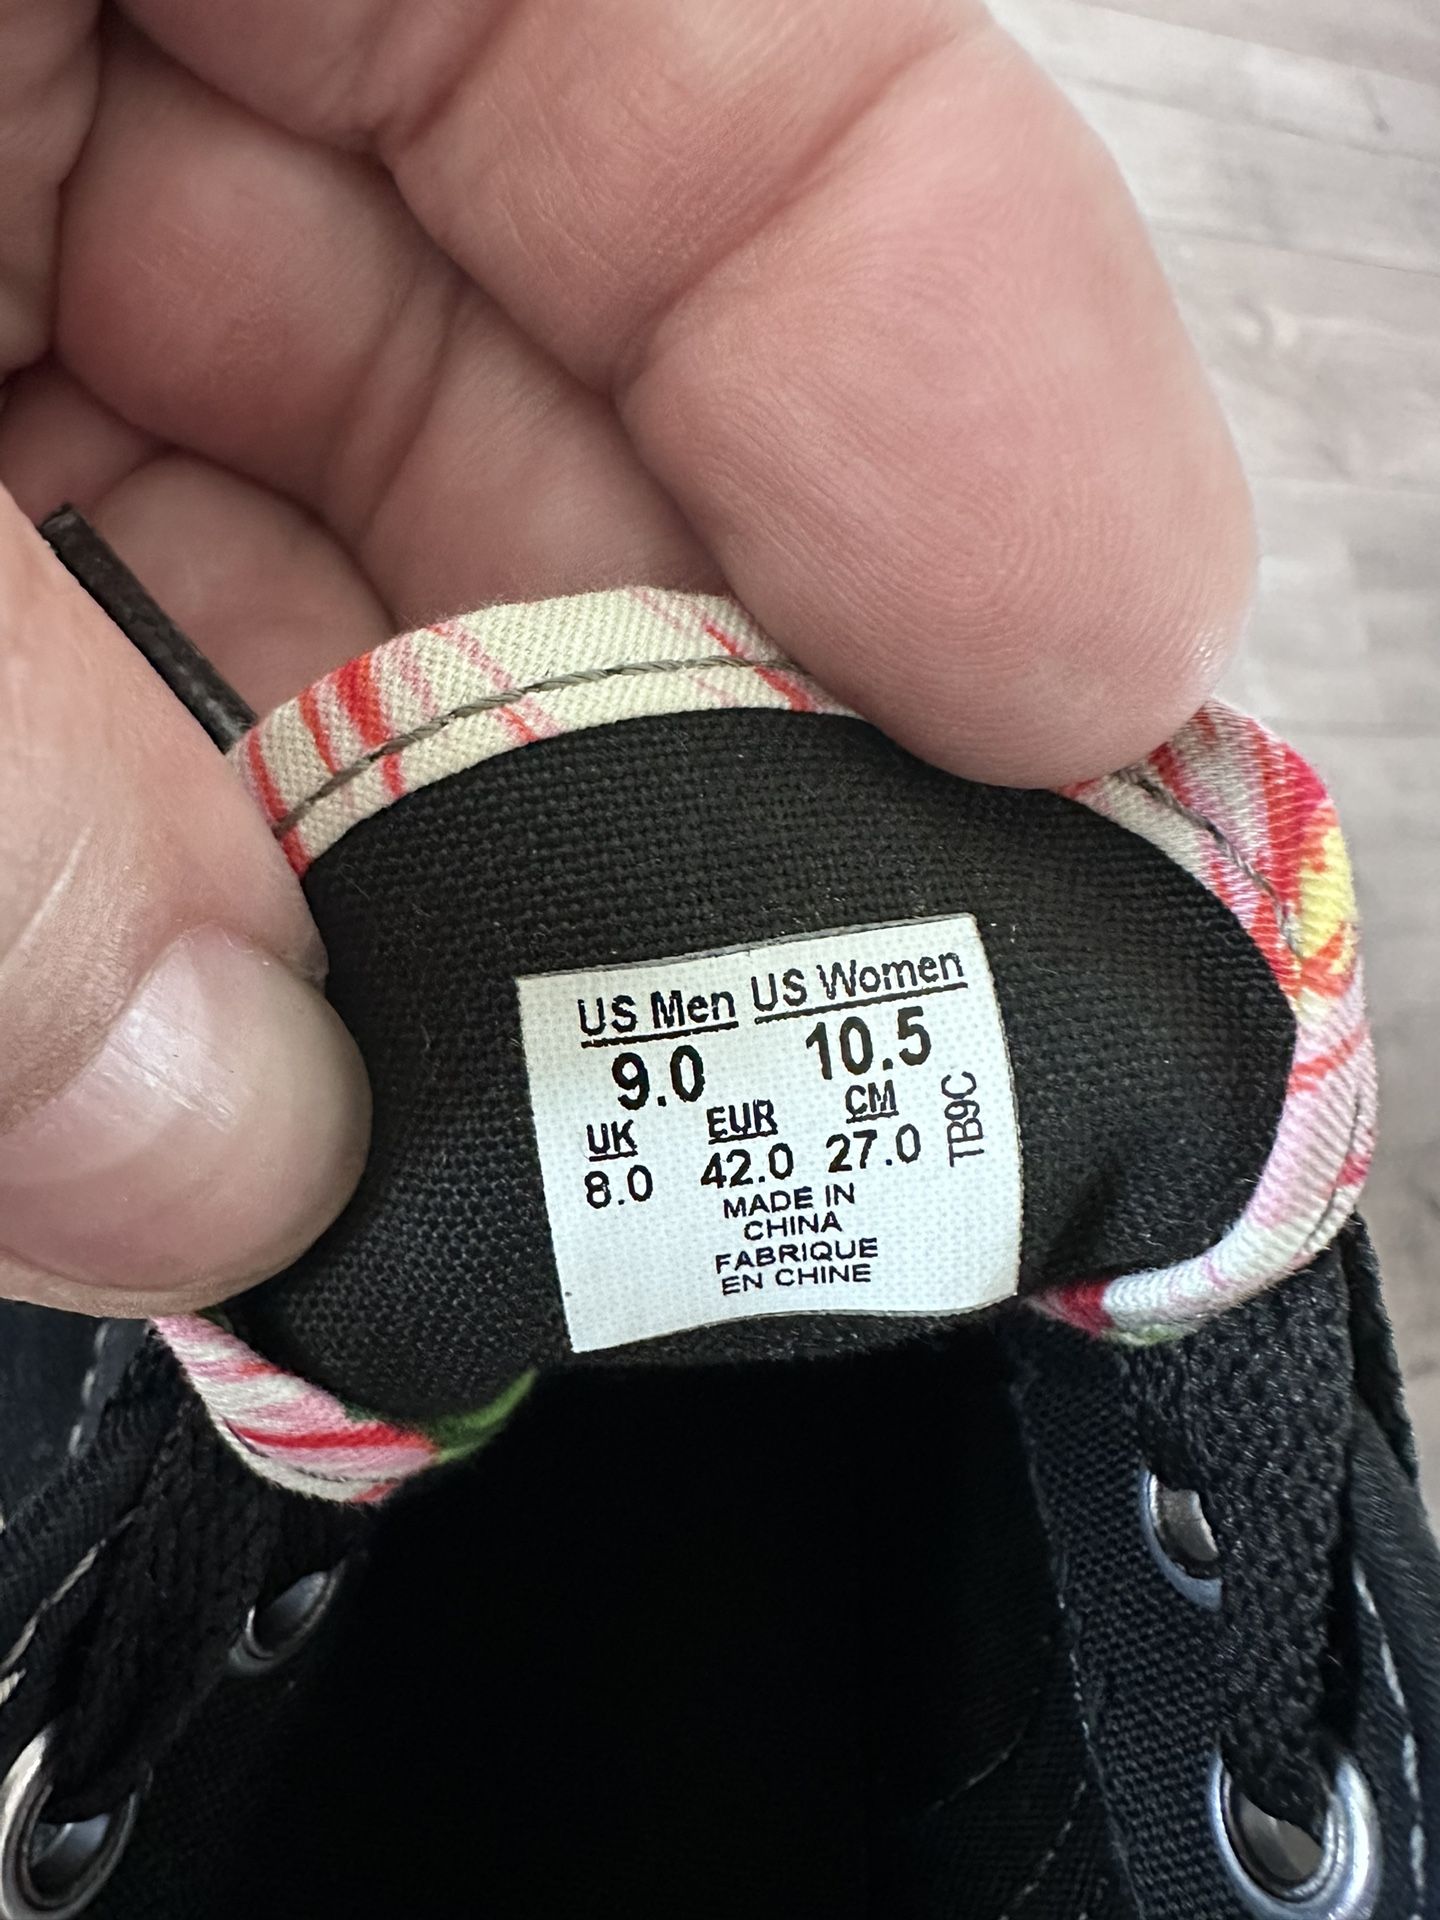 US Men US Women
9.0 10.5
UK EUR CM
8.0 42.0 27.0
TB9C
MADE IN
CHINA
FABRIQUE
EN CHINE